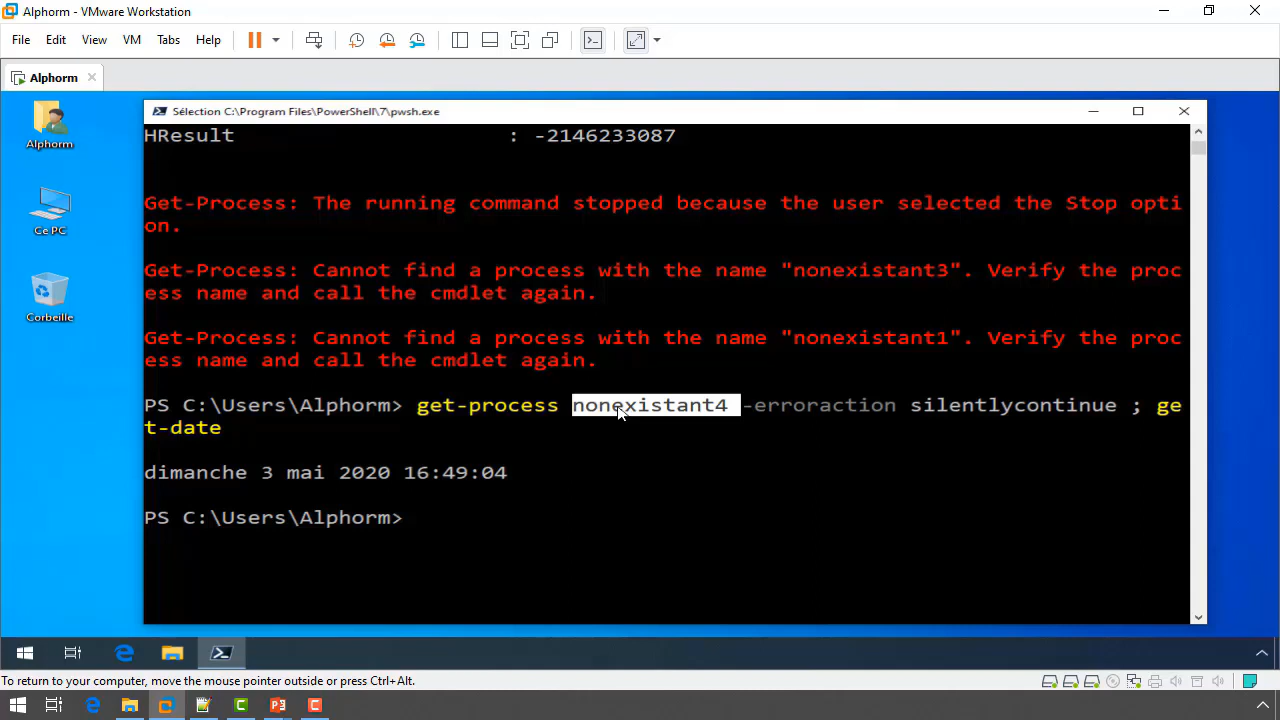 Alphorm - VMware Workstation
File Edit View VM Tabs Help
Alphorm
Sélection C:\Program Files\PowerShell\7\pwsh.exe
Alphorm
Ce PC
Corbeille
HResult : -2146233087
Get-Process: The running command stopped because the user selected the Stop opti
on.
Get-Process: Cannot find a process with the name "nonexistant3". Verify the proc
ess name and call the cmdlet again.
Get-Process: Cannot find a process with the name "nonexistant1". Verify the proc
ess name and call the cmdlet again.
PS C:\Users\Alphorm> get-process nonexistant4 -erroraction silentlycontinue ; ge
t-date
dimanche 3 mai 2020 16:49:04
PS C:\Users\Alphorm>
To return to your computer, move the mouse pointer outside or press Ctrl+Alt.